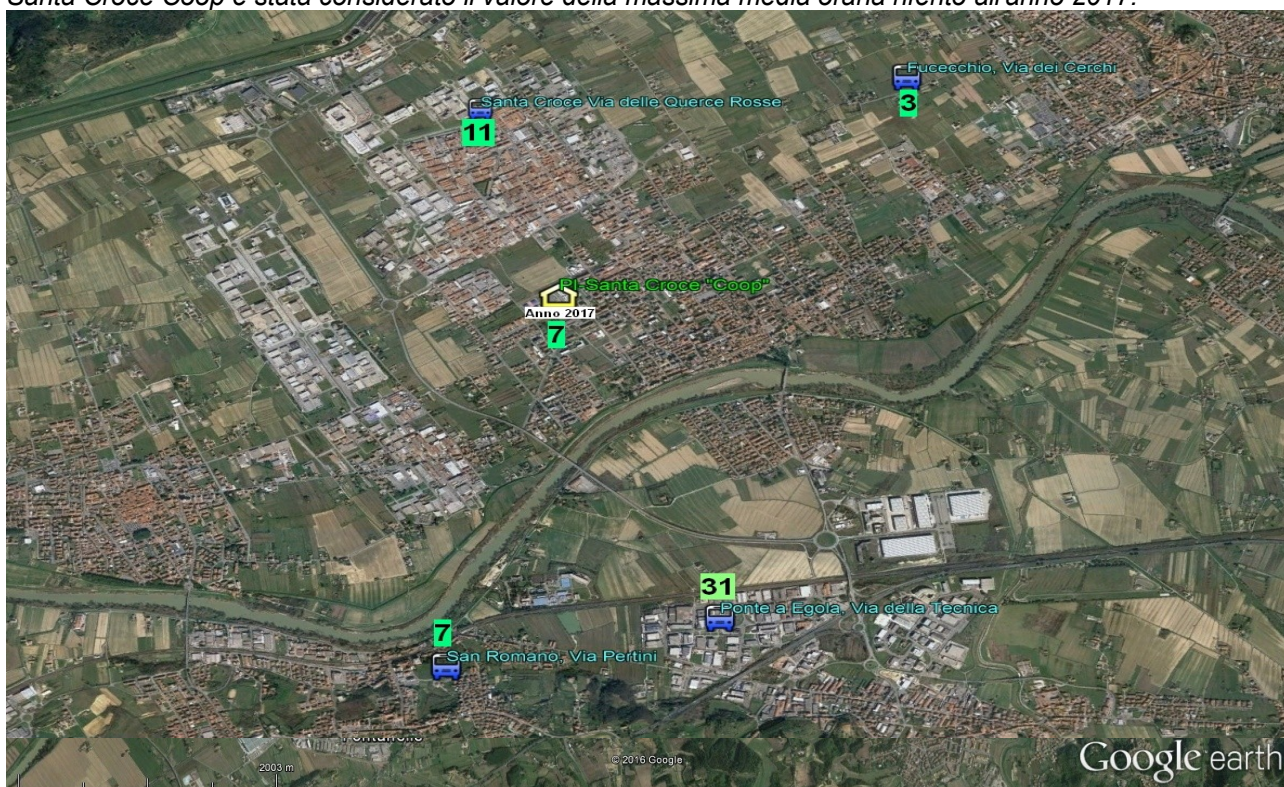 Santa Croce Coop è stata considerato il valore della massima media oraria riferito all'anno 2017.
Fucecchio, Via dei Cerchi
3
Santa Croce Via delle Querce Rosse
11
PI-Santa Croce "Coop"
Anno 2017
7
31
Ponte a Egola, Via della Tecnica
7
San Romano, Via Pertini
2003 m
© 2016 Google
Google earth